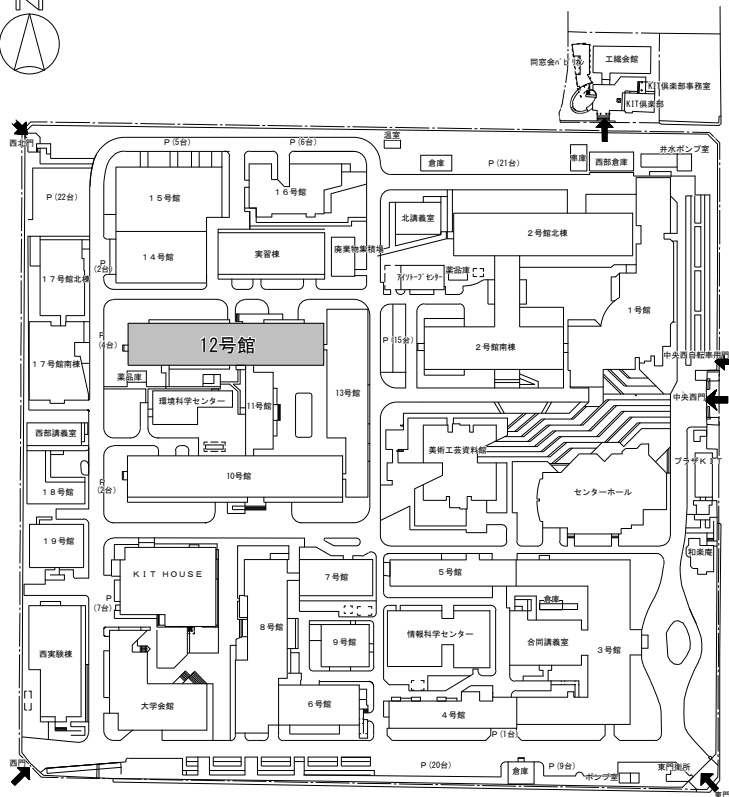 N
同窓会パビリオン
工織会館
KIT倶楽部事務室
KIT倶楽部
西北門
P (5台)
P (6台)
温室
倉庫
P (21台)
車庫
西部倉庫
井水ポンプ室
P (22台)
15号館
16号館
北講義室
2号館北棟
14号館
実習棟
廃棄物集積場
P
(2台)
アイソトープセンター
薬品庫
17号館北棟
1号館
P
(4台)
12号館
P (15台)
2号館南棟
17号館南棟
中央西自転車用門
薬品庫
環境科学センター
11号館
13号館
中央西門
西部講義室
美術工芸資料館
プラザKIT
10号館
18号館
P
(2台)
センターホール
19号館
和楽庵
KIT HOUSE
7号館
5号館
P
(7台)
倉庫
8号館
9号館
情報科学センター
合同講義室
3号館
西実験棟
大学会館
6号館
4号館
P (1台)
西門
P (20台)
倉庫
P (9台)
ポンプ室
東門衛所
東門